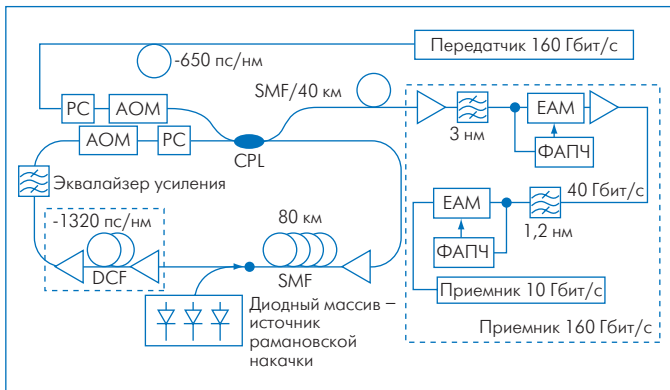 Передатчик 160 Гбит/с
-650 пс/нм
SMF/40 км
PC
АОМ
АОМ
PC
CPL
3 нм
EAM
ФАПЧ
Эквалайзер усиления
40 Гбит/с
EAM
1,2 нм
ФАПЧ
-1320 пс/нм
DCF
80 км
SMF
Приемник 10 Гбит/с
Диодный массив –
источник
рамановской
накачки
Приемник 160 Гбит/с